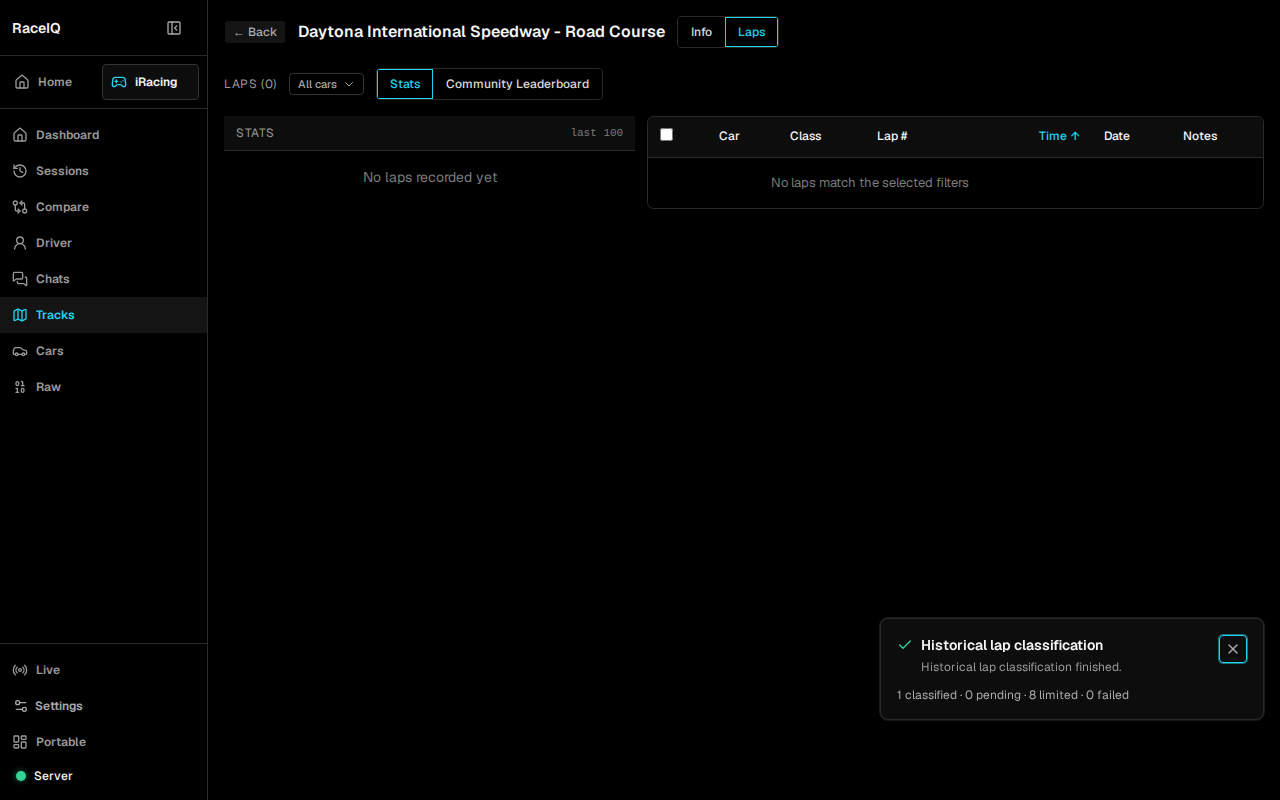 RaceIQ
Home
iRacing
Dashboard
Sessions
Compare
Driver
Chats
Tracks
Cars
Raw
Live
Settings
Portable
Server
← Back
Daytona International Speedway - Road Course
Info
Laps
LAPS (0)
All cars
Stats
Community Leaderboard
STATS
last 100
No laps recorded yet
Car Class Lap # Time ↑ Date Notes
No laps match the selected filters
Historical lap classification
Historical lap classification finished.
1 classified · 0 pending · 8 limited · 0 failed